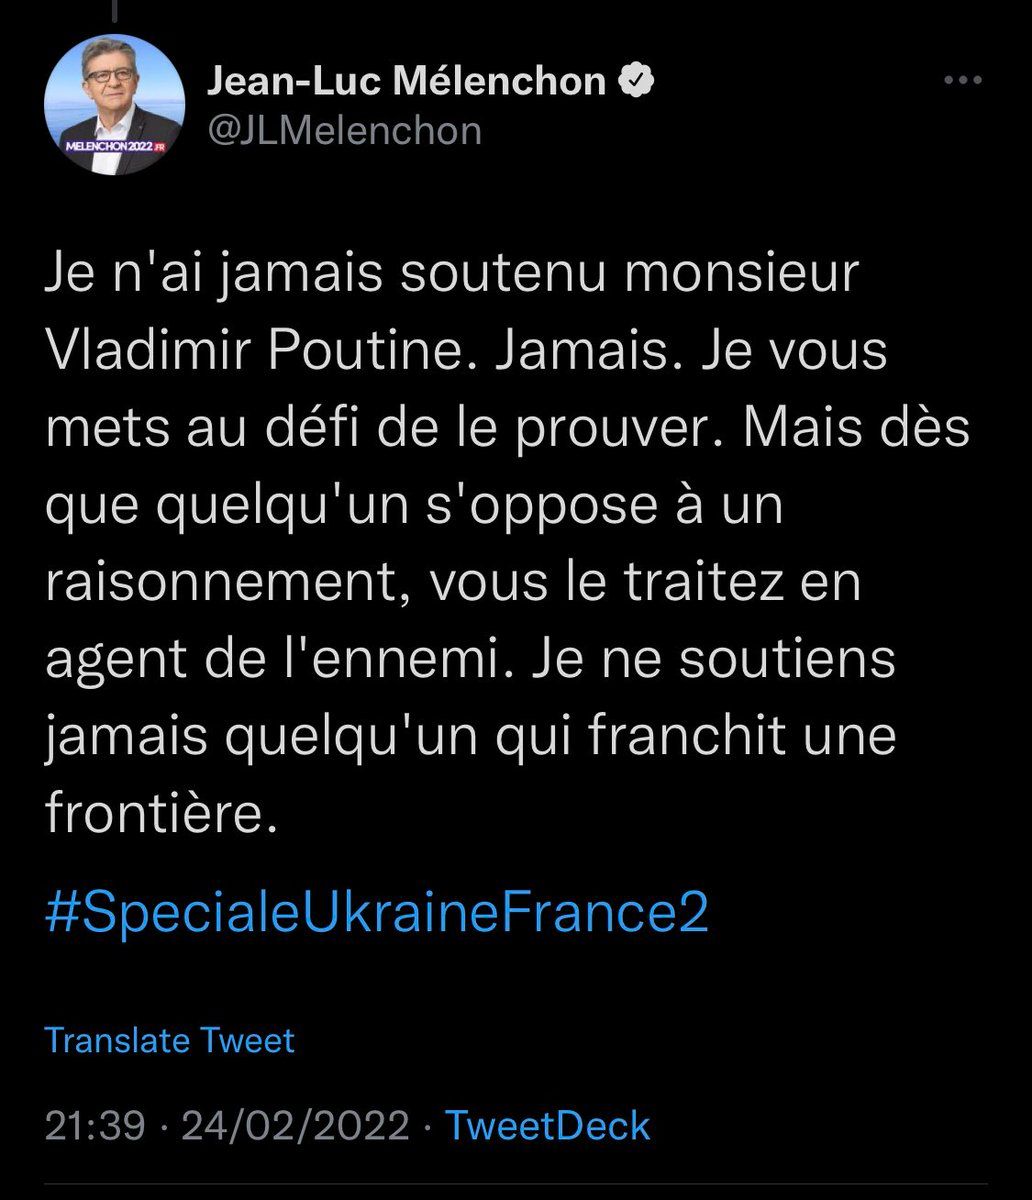 Jean-Luc Mélenchon
@JLMelenchon
MELENCHON2022.FR
Je n'ai jamais soutenu monsieur
Vladimir Poutine. Jamais. Je vous
mets au défi de le prouver. Mais dès
que quelqu'un s'oppose à un
raisonnement, vous le traitez en
agent de l'ennemi. Je ne soutiens
jamais quelqu'un qui franchit une
frontière.
#SpecialeUkraineFrance2
Translate Tweet
21:39 · 24/02/2022 · TweetDeck